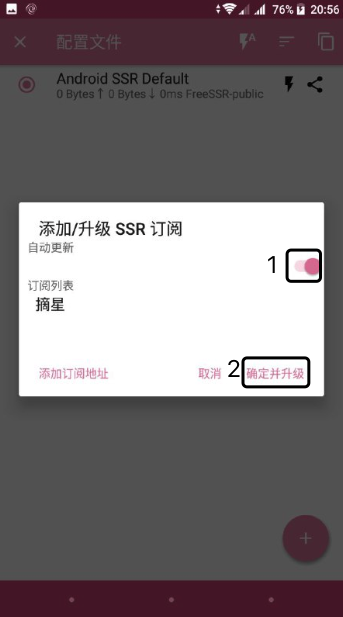 76% 20:56
配置文件
Android SSR Default
0 Bytes↑ 0 Bytes↓ 0ms FreeSSR-public
添加/升级 SSR 订阅
自动更新
1
订阅列表
摘星
添加订阅地址 取消 2 确定并升级